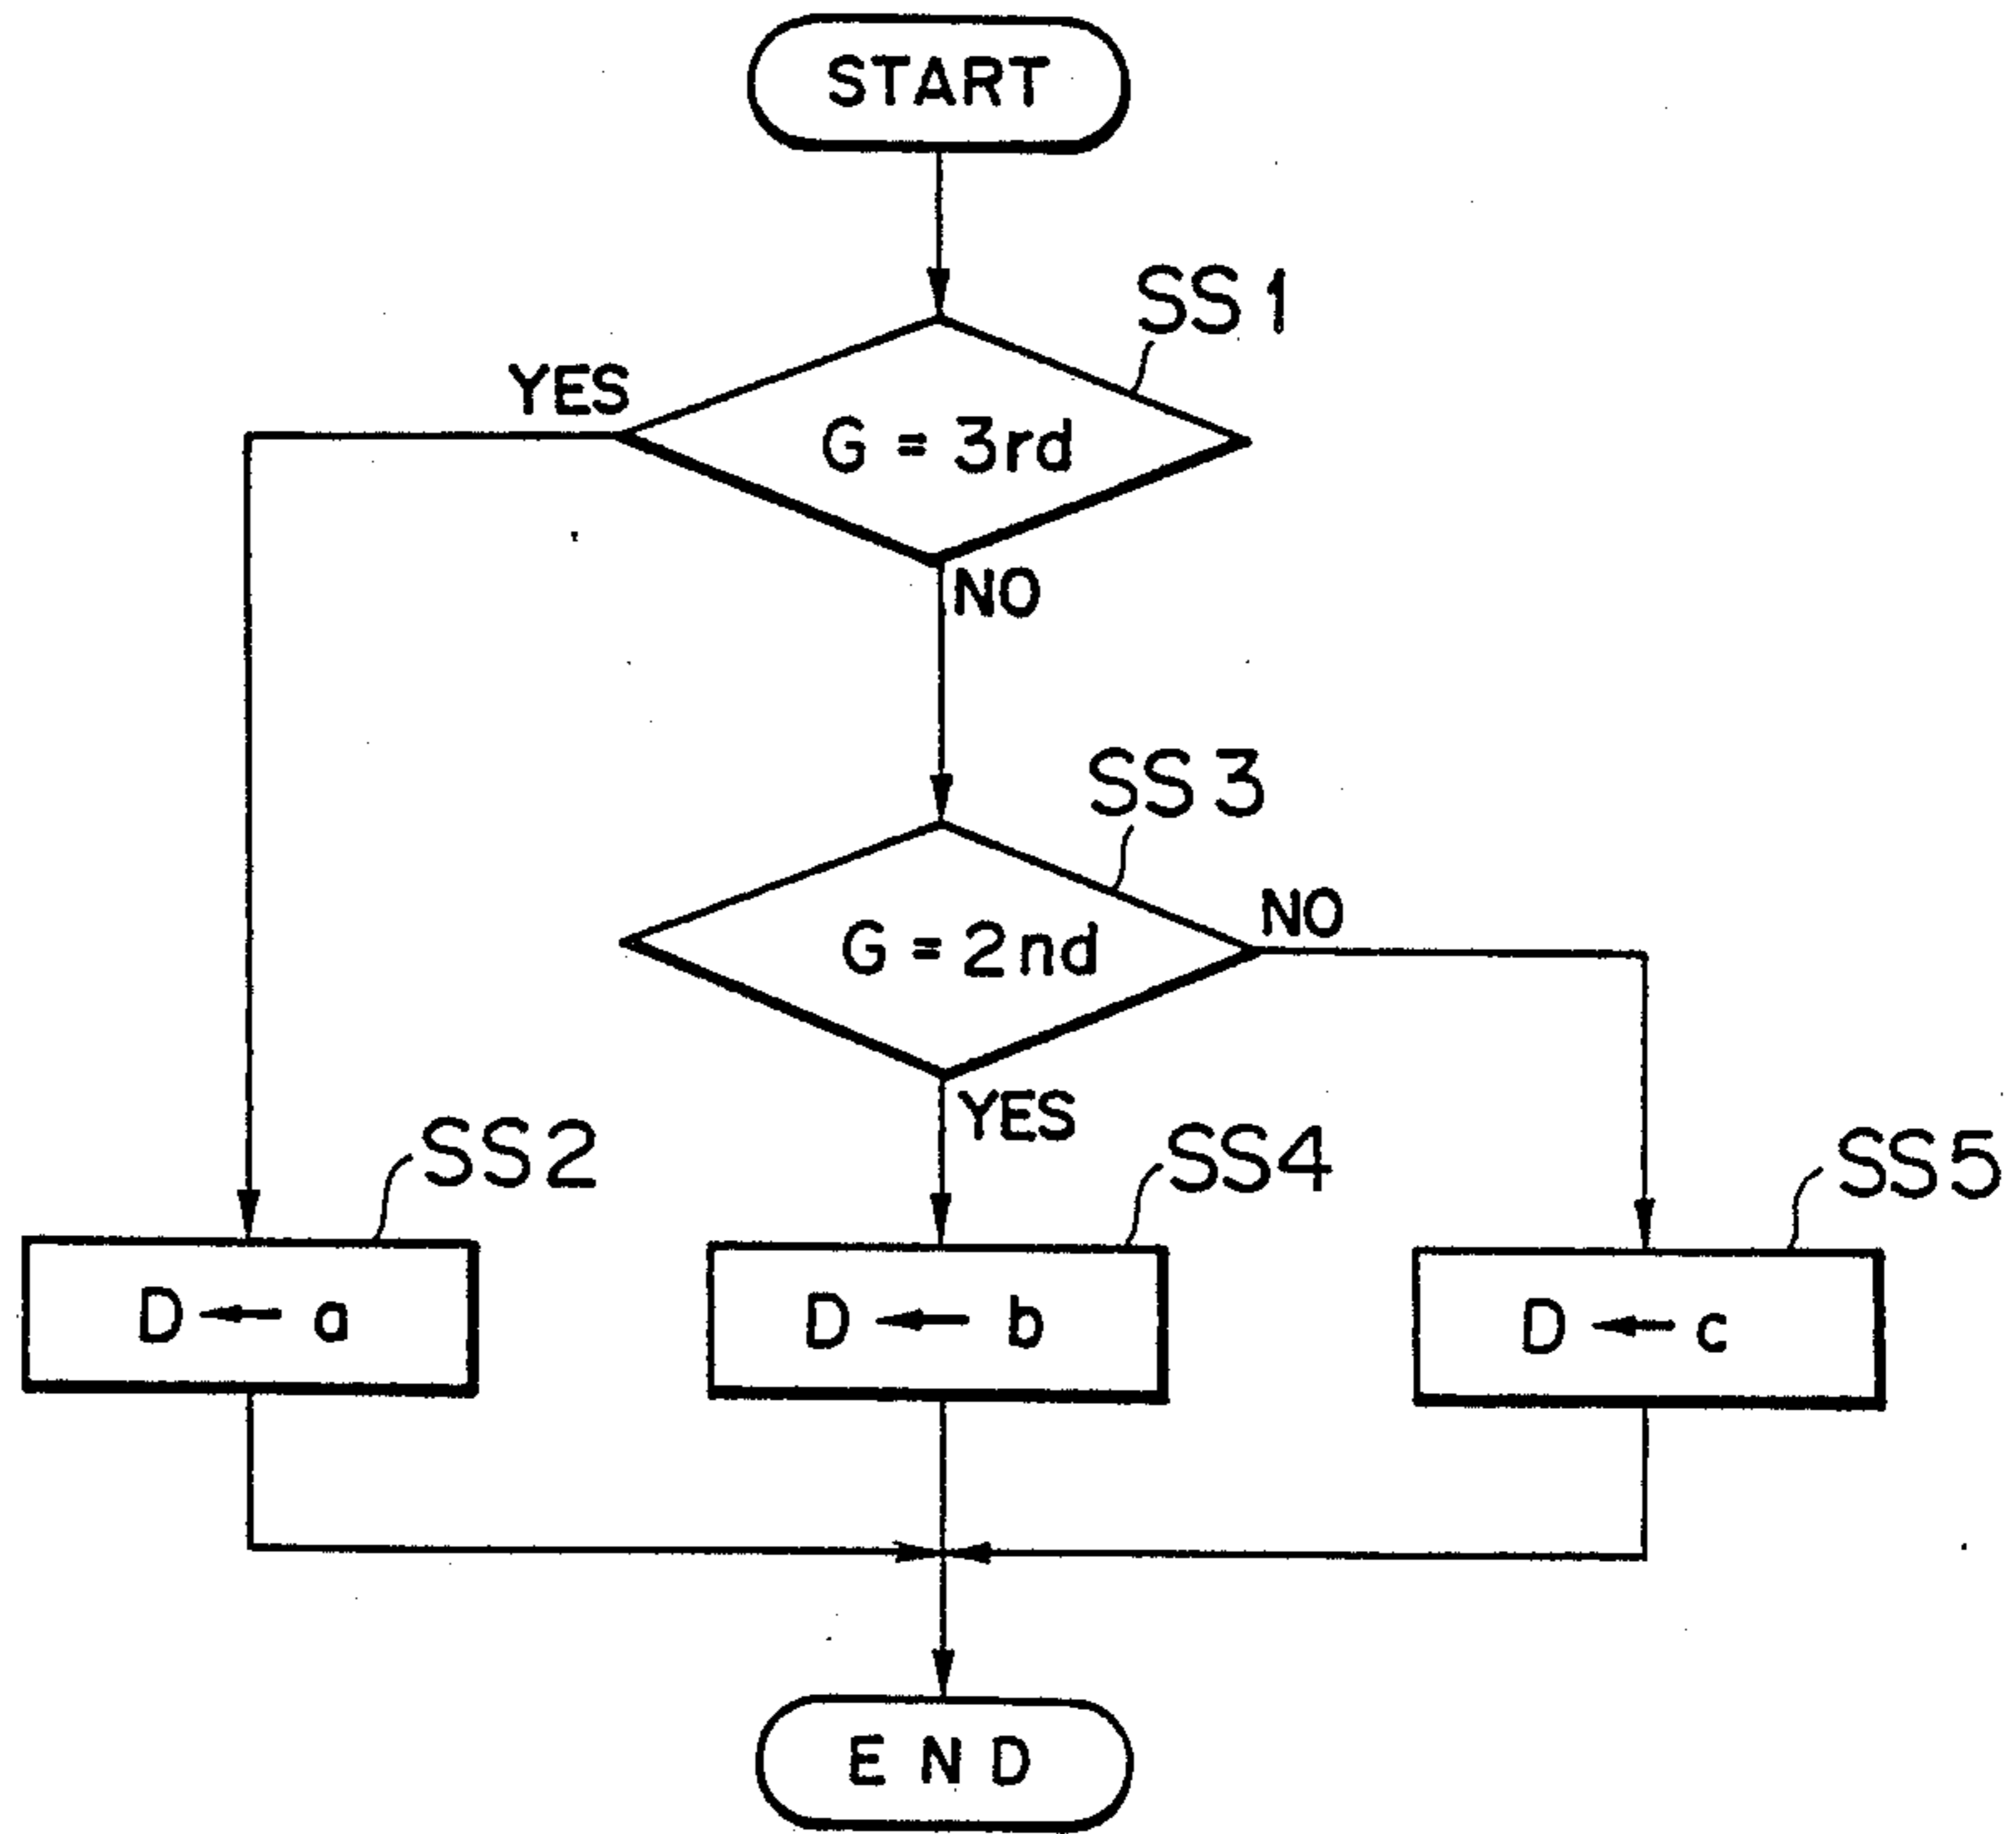 START
SS1
YES
G = 3rd
NO
SS3
NO
G = 2nd
YES
SS2
SS4
SS5
D ← a
D ← b
D ← c
END